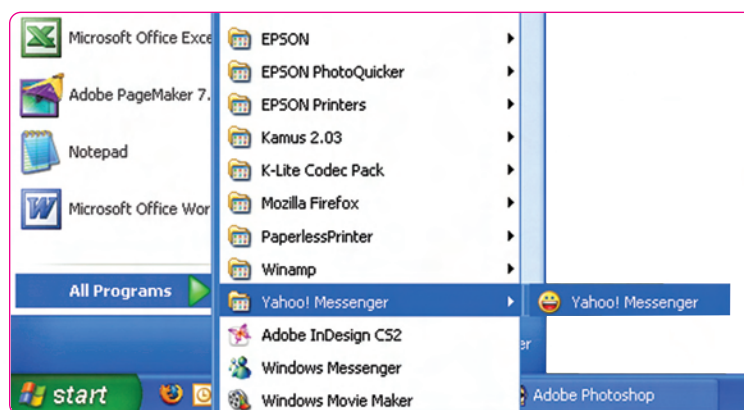 Microsoft Office Exce
Adobe PageMaker 7.
Notepad
Microsoft Office Wor
All Programs
start
EPSON
EPSON PhotoQuicker
EPSON Printers
Kamus 2.03
K-Lite Codec Pack
Mozilla Firefox
PaperlessPrinter
Winamp
Yahoo! Messenger
Adobe InDesign CS2
Windows Messenger
Windows Movie Maker
Yahoo! Messenger
er
Adobe Photoshop